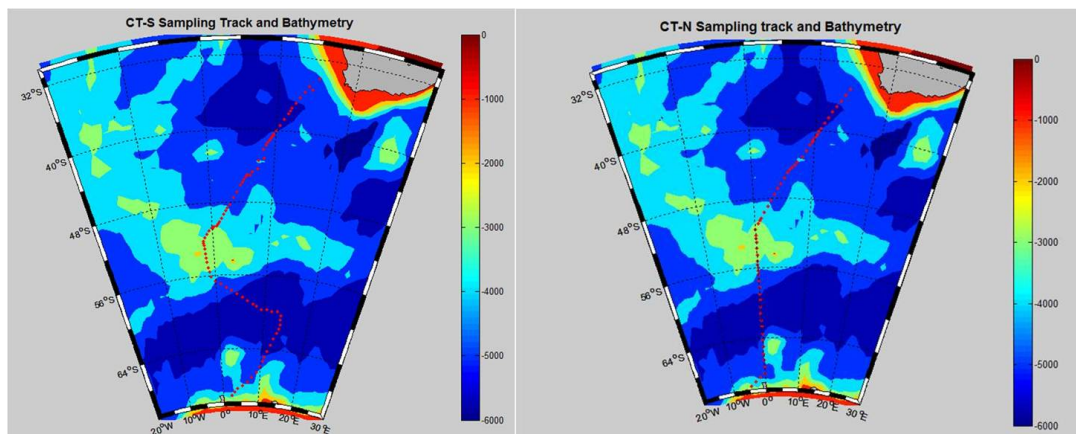 CT-S Sampling Track and Bathymetry
0
-1000
-2000
-3000
-4000
-5000
-6000
32°S
40°S
48°S
56°S
64°S
20°W
10°W
0°
10°E
20°E
30°E
CT-N Sampling track and Bathymetry
0
-1000
-2000
-3000
-4000
-5000
-6000
32°S
40°S
48°S
56°S
64°S
20°W
10°W
0°
10°E
20°E
30°E